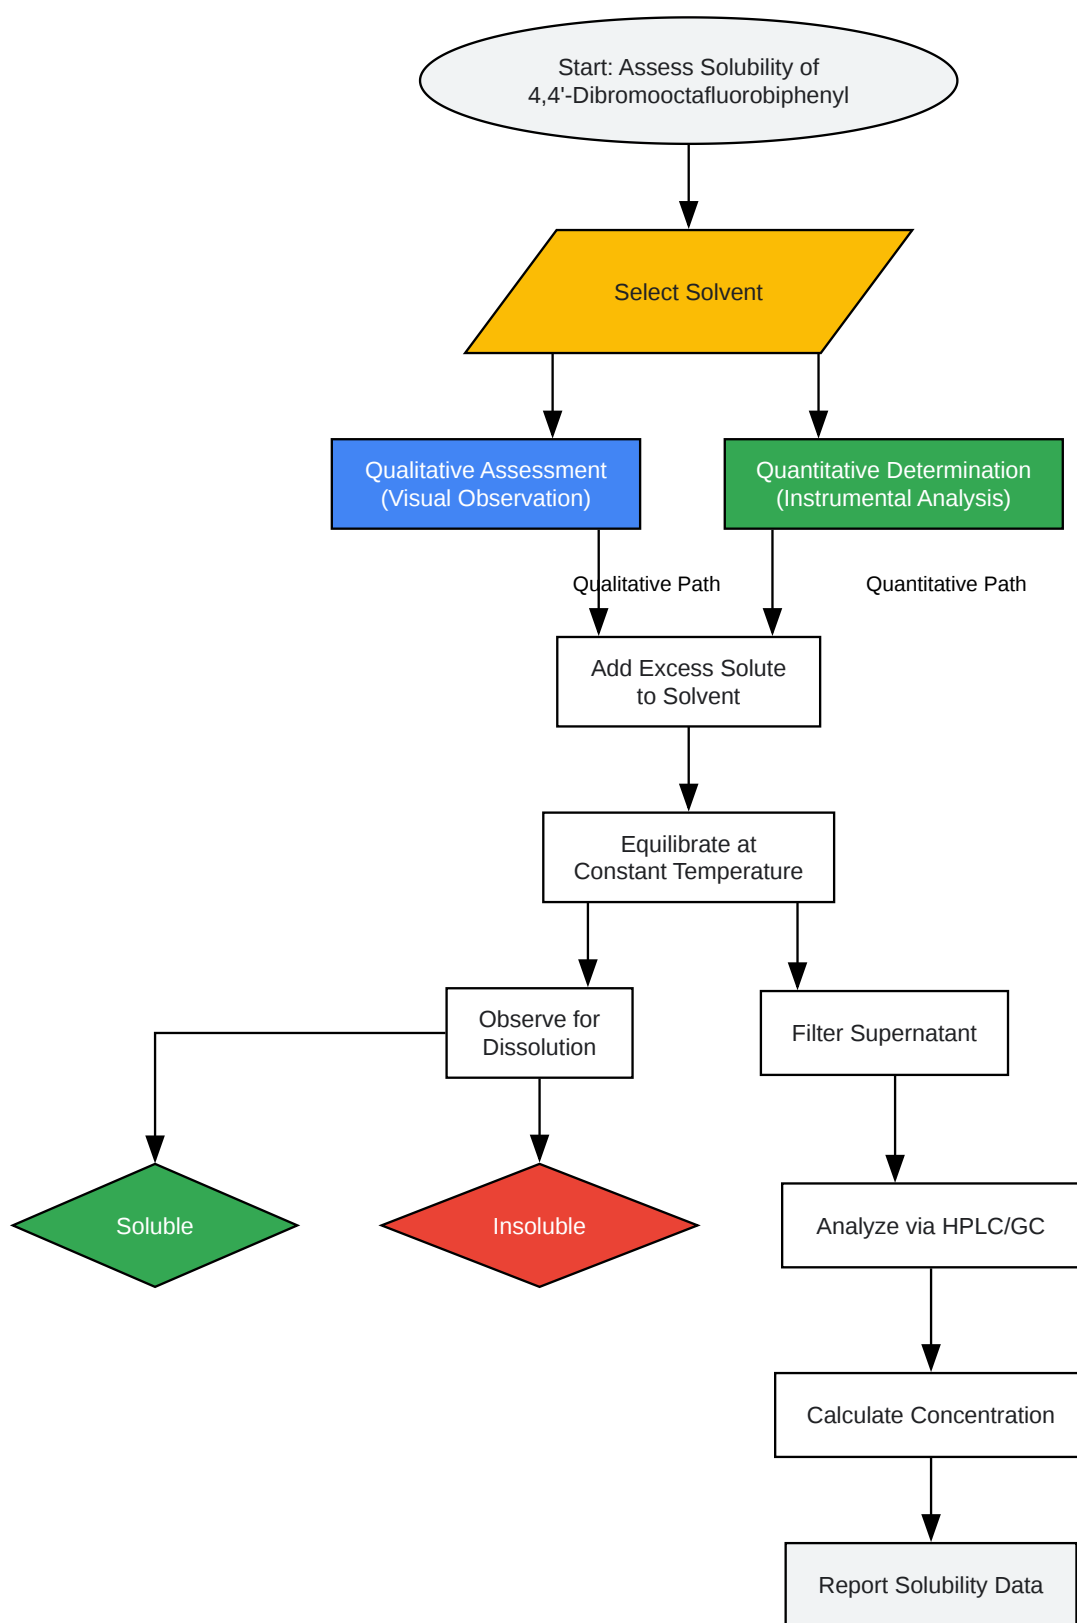 Start: Assess Solubility of
4,4'-Dibromooctafluorobiphenyl
Select Solvent
Qualitative Assessment
(Visual Observation)
Quantitative Determination
(Instrumental Analysis)
Qualitative Path
Quantitative Path
Add Excess Solute
to Solvent
Equilibrate at
Constant Temperature
Observe for
Dissolution
Filter Supernatant
Soluble
Insoluble
Analyze via HPLC/GC
Calculate Concentration
Report Solubility Data